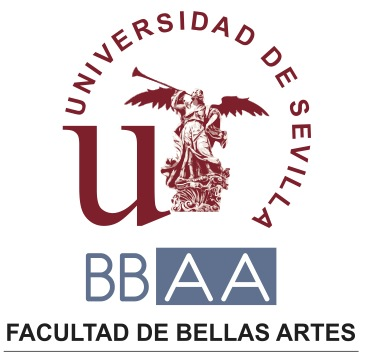 UNIVERSIDAD DE SEVILLA
u
BBAA
FACULTAD DE BELLAS ARTES